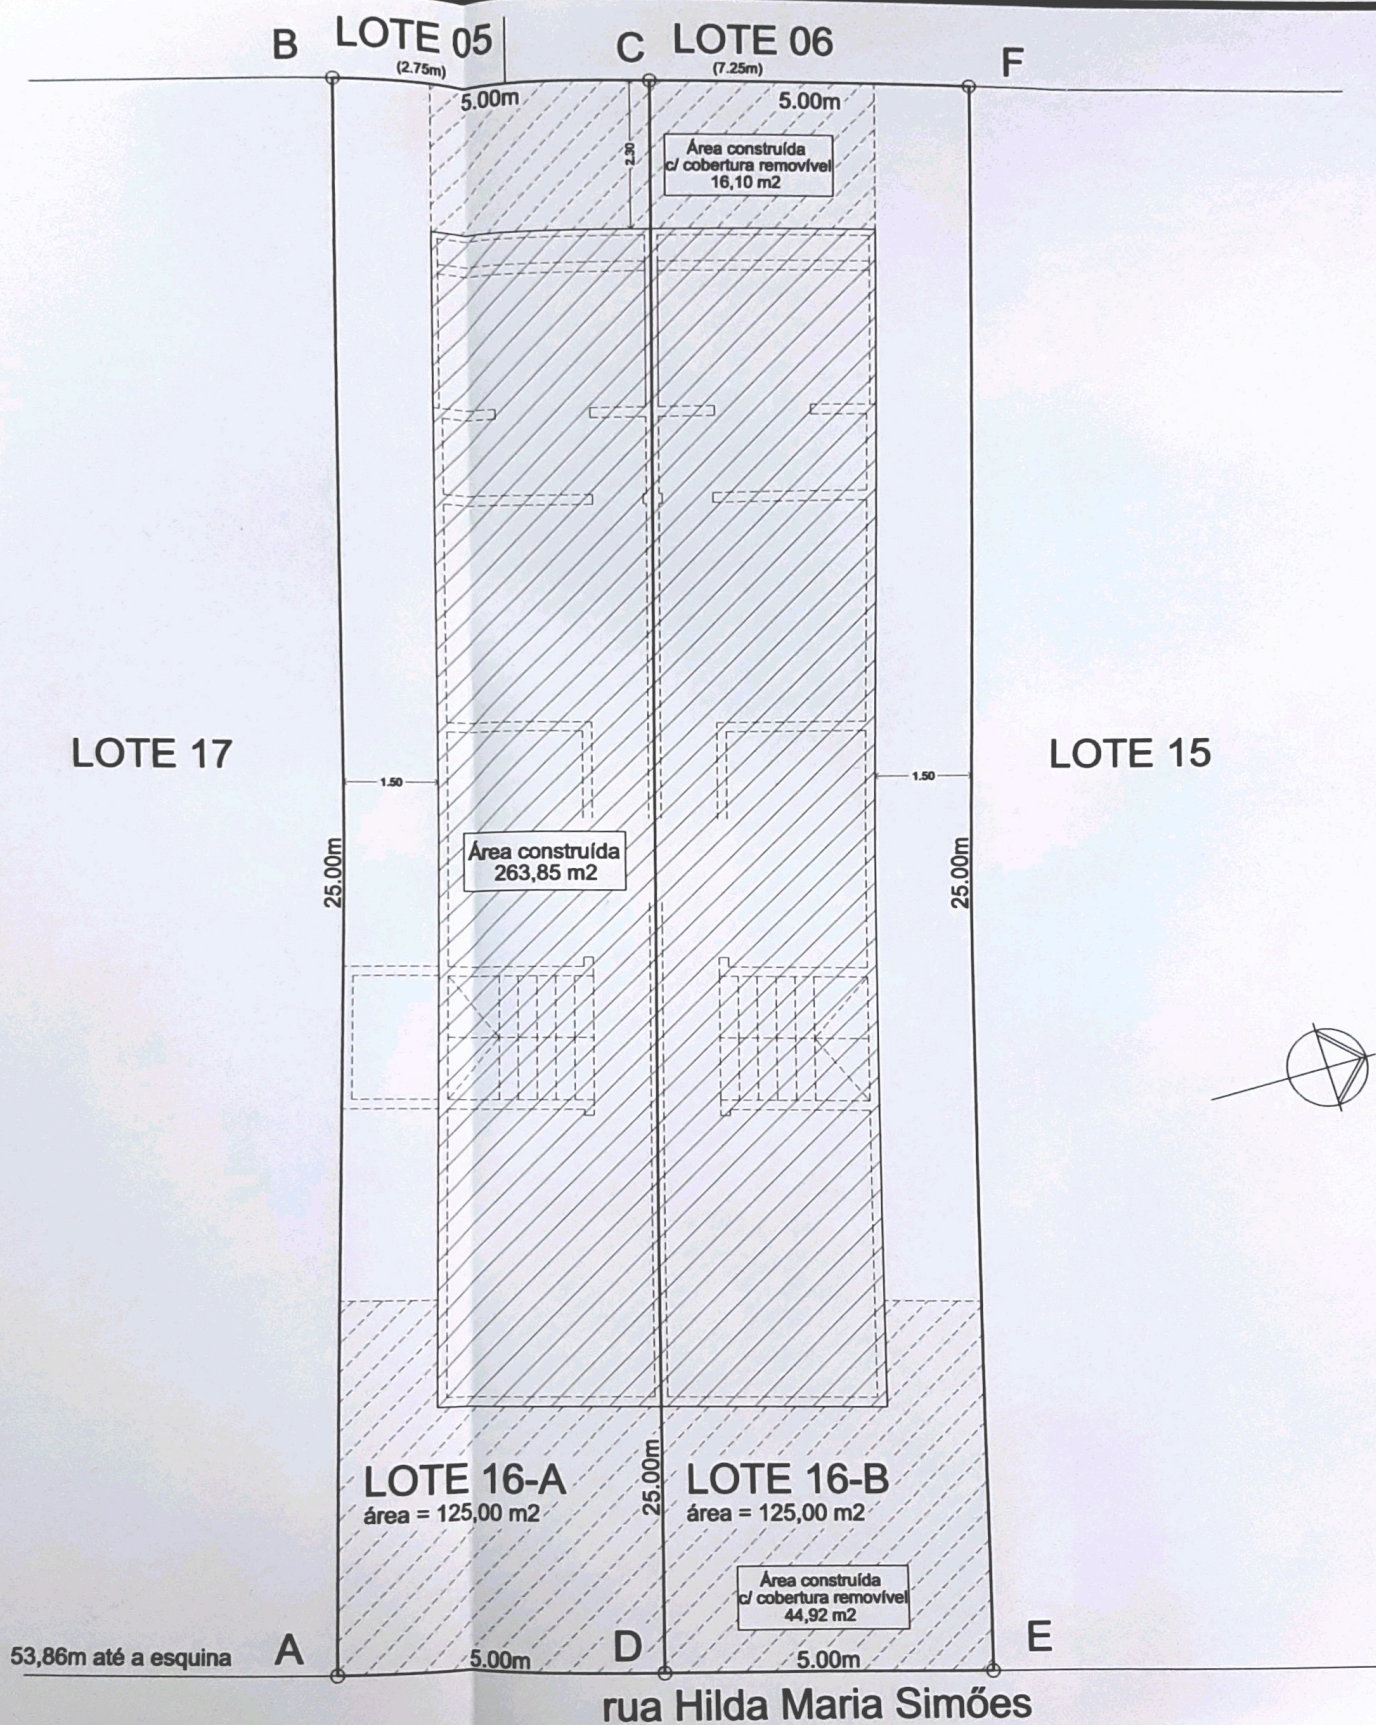 B LOTE 05 C LOTE 06 F
(2.75m) (7.25m)
5.00m 5.00m
2.30
Área construída
c/ cobertura removível
16,10 m2
LOTE 17 LOTE 15
1.50 1.50
25.00m 25.00m
Área construída
263,85 m2
25.00m
LOTE 16-A LOTE 16-B
área = 125,00 m2 área = 125,00 m2
Área construída
c/ cobertura removível
44,92 m2
53,86m até a esquina A 5.00m D 5.00m E
rua Hilda Maria Simőes